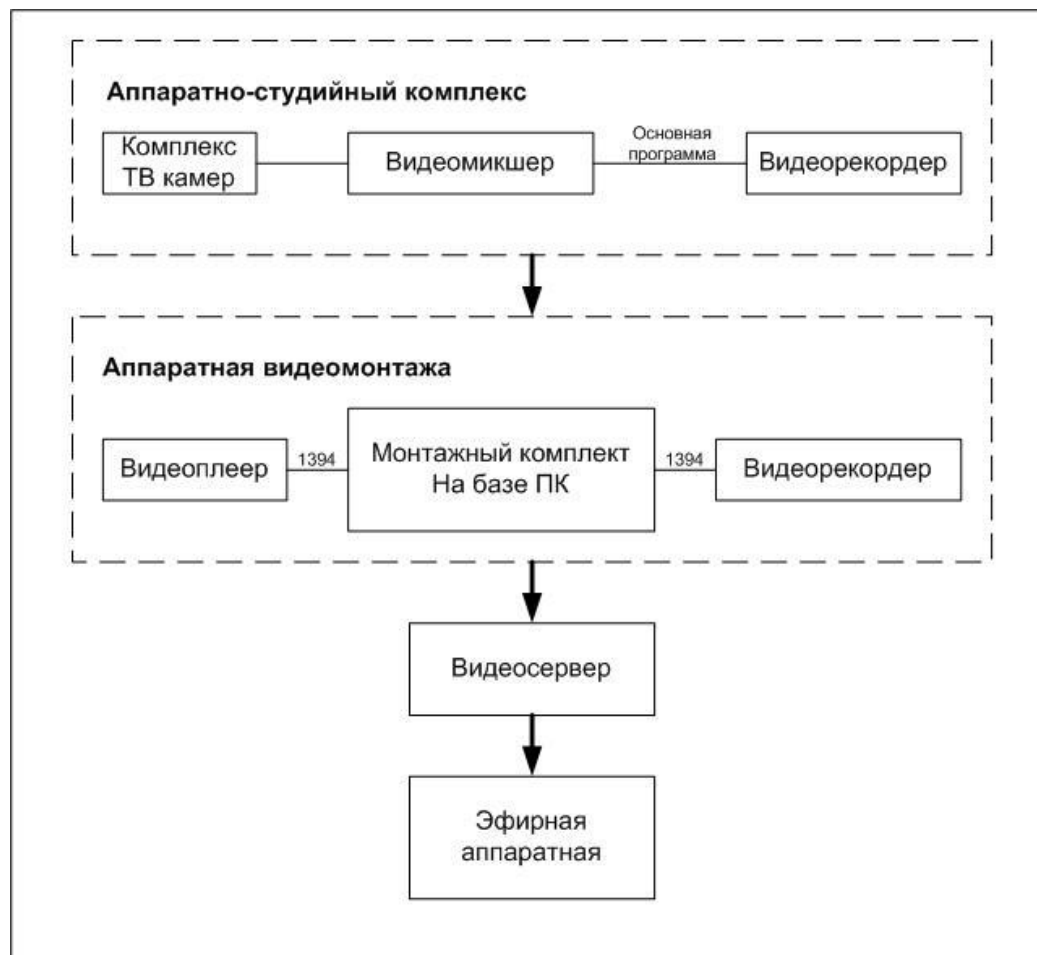 Аппаратно-студийный комплекс
Комплекс
ТВ камер
Видеомикшер
Основная
программа
Видеорекордер
Аппаратная видеомонтажа
Видеоплеер
1394
Монтажный комплект
На базе ПК
1394
Видеорекордер
Видеосервер
Эфирная
аппаратная